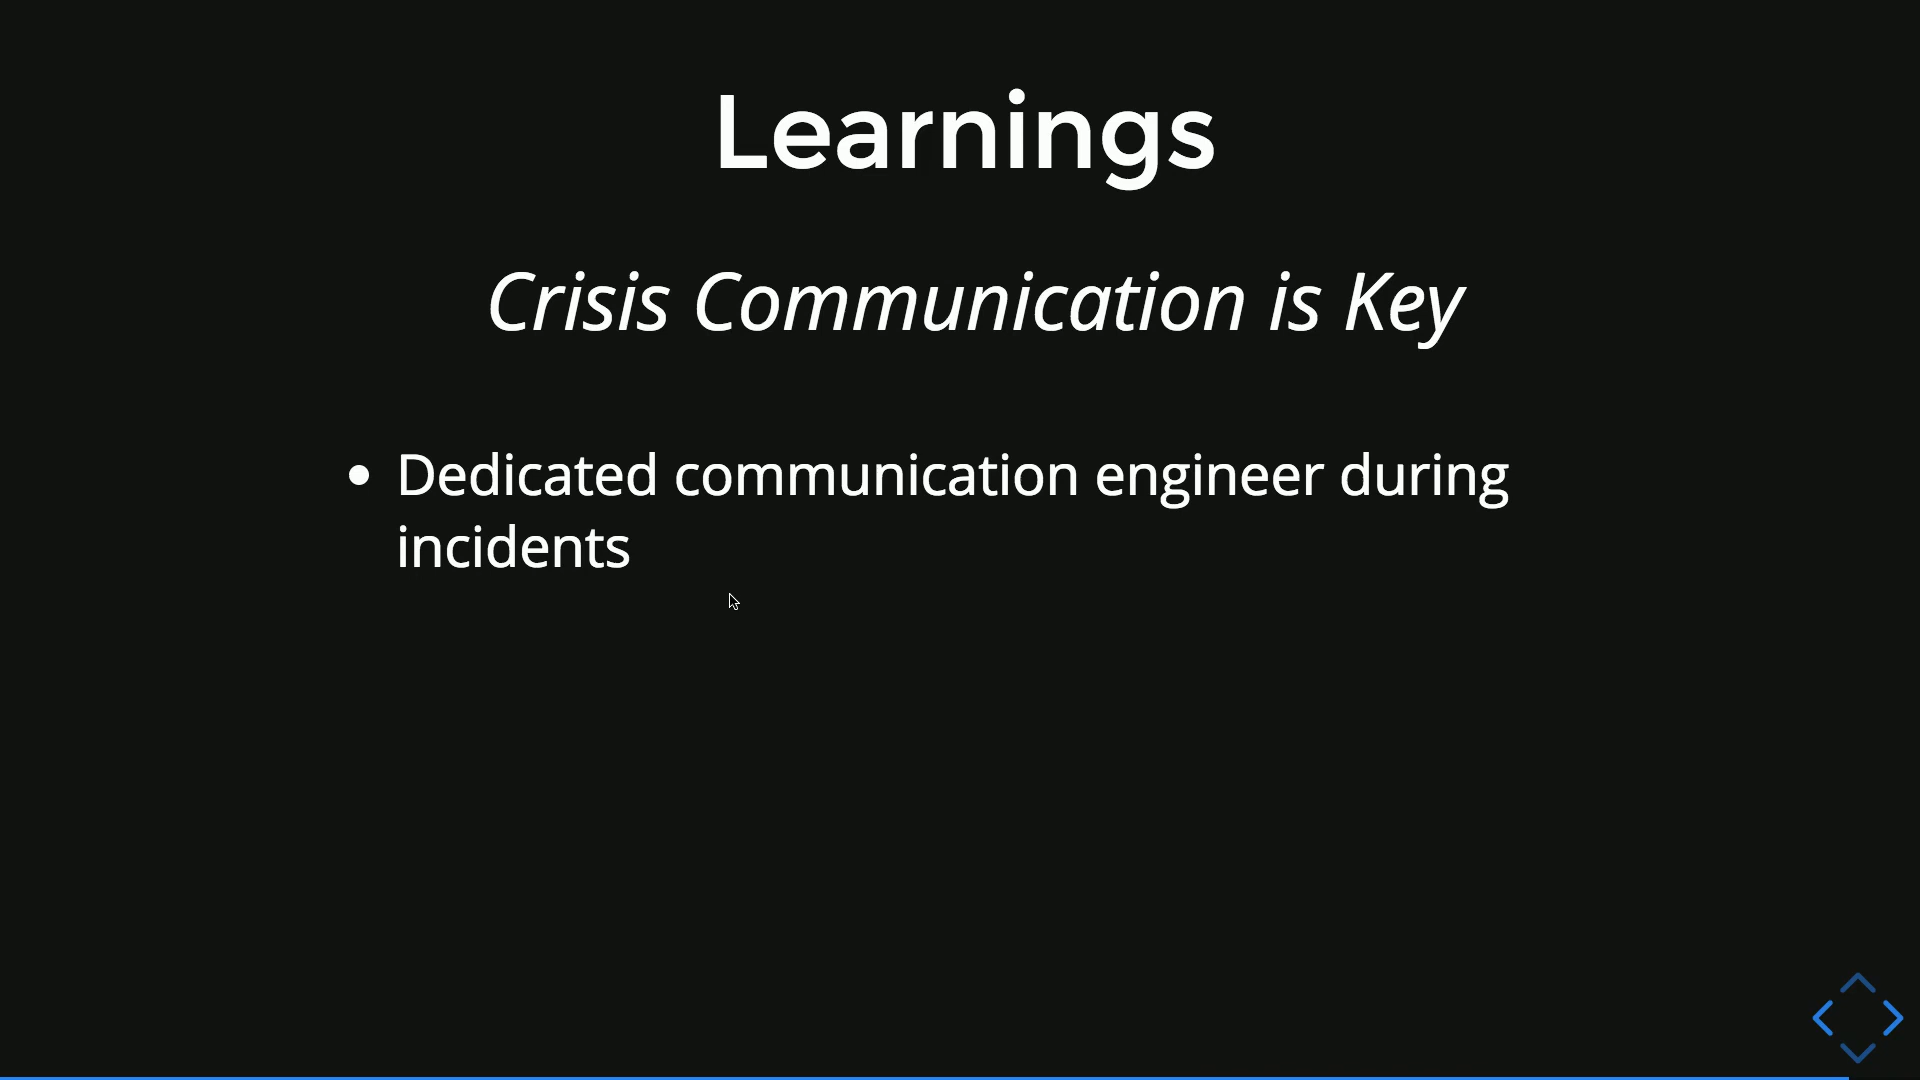 Learnings
Crisis Communication is Key
• Dedicated communication engineer during
incidents